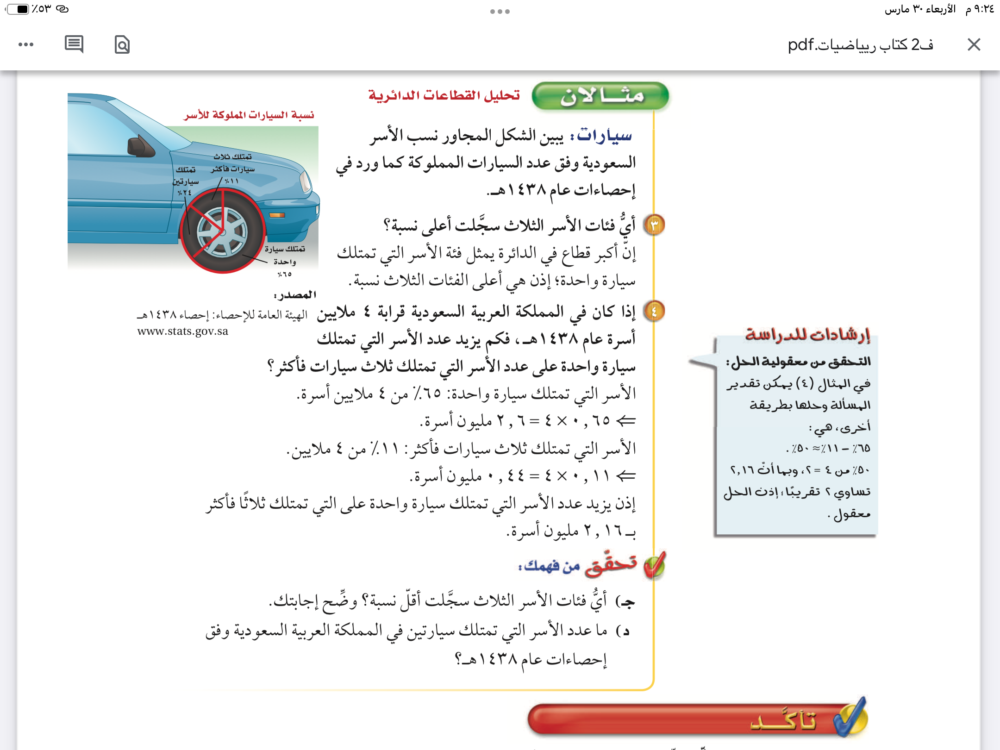 ٩:٢٤ م الأربعاء ٣٠ مارس
٪٥٣
ف2 كتاب ريياضيات.pdf
مثـالان
تحليل القطاعات الدائرية
سيارات: يبين الشكل المجاور نسب الأسر
السعودية وفق عدد السيارات المملوكة كما ورد في
إحصاءات عام ١٤٣٨هـ.
نسبة السيارات المملوكة للأسر
تمتلك ثلاث
سيارات فأكثر
١١٪
تمتلك
سيارتين
٢٤٪
تمتلك سيارة
واحدة
٦٥٪
المصدر:
الهيئة العامة للإحصاء: إحصاء ١٤٣٨هـ
www.stats.gov.sa
٣ أيُّ فئات الأسر الثلاث سجَّلت أعلى نسبة؟
إنّ أكبر قطاع في الدائرة يمثل فئة الأسر التي تمتلك
سيارة واحدة؛ إذن هي أعلى الفئات الثلاث نسبة.
٤ إذا كان في المملكة العربية السعودية قرابة ٤ ملايين
أسرة عام ١٤٣٨هـ، فكم يزيد عدد الأسر التي تمتلك
سيارة واحدة على عدد الأسر التي تمتلك ثلاث سيارات فأكثر؟
الأسر التي تمتلك سيارة واحدة: ٦٥٪ من ٤ ملايين أسرة.
⇐ ٠,٦٥ × ٤ = ٢,٦ مليون أسرة.
الأسر التي تمتلك ثلاث سيارات فأكثر: ١١٪ من ٤ ملايين.
⇐ ٠,١١ × ٤ = ٠,٤٤ مليون أسرة.
إذن يزيد عدد الأسر التي تمتلك سيارة واحدة على التي تمتلك ثلاثًا فأكثر
بـ ٢,١٦ مليون أسرة.
إرشادات للدراسة
التحقق من معقولية الحل:
في المثال (٤) يمكن تقدير
المسألة وحلها بطريقة
أخرى، هي:
٦٥٪ – ١١٪ ≈ ٥٠٪.
٥٠٪ من ٤ = ٢، وبما أنّ ٢,١٦
تساوي ٢ تقريبًا؛ إذن الحل
معقول.
تحقَّق من فهمك:
جـ) أيُّ فئات الأسر الثلاث سجَّلت أقلّ نسبة؟ وضِّح إجابتك.
د) ما عدد الأسر التي تمتلك سيارتين في المملكة العربية السعودية وفق
إحصاءات عام ١٤٣٨هـ؟
تأكَّـد